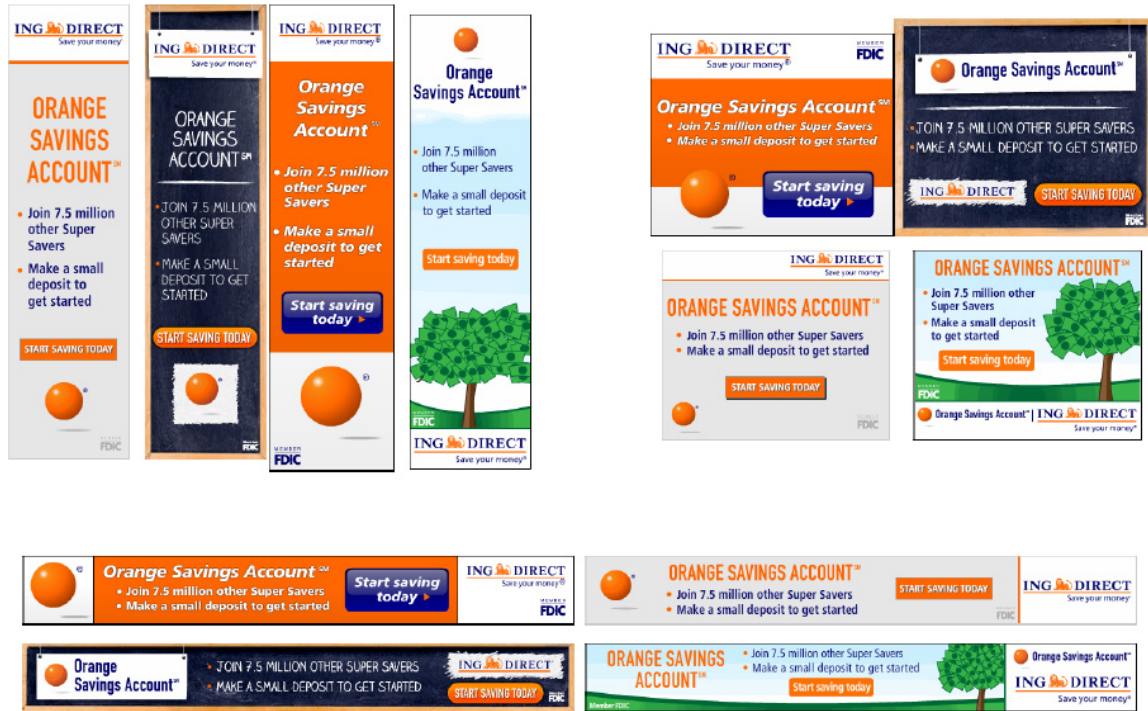 ING DIRECT
Save your money®
ORANGE
SAVINGS
ACCOUNT℠
• Join 7.5 million
other Super
Savers
• Make a small
deposit to
get started
START SAVING TODAY
®
MEMBER
FDIC
ING DIRECT
Save your money®
ORANGE
SAVINGS
ACCOUNT℠
• JOIN 7.5 MILLION
OTHER SUPER
SAVERS
• MAKE A SMALL
DEPOSIT TO GET
STARTED
START SAVING TODAY
Member
FDIC
ING DIRECT
Save your money®
Orange
Savings
Account℠
• Join 7.5 million
other Super
Savers
• Make a small
deposit to get
started
Start saving
today
®
MEMBER
FDIC
Orange
Savings Account℠
• Join 7.5 million
other Super Savers
• Make a small deposit
to get started
Start saving today
MEMBER
FDIC
ING DIRECT
Save your money®
ING DIRECT
Save your money®
MEMBER
FDIC
Orange Savings Account℠
• Join 7.5 million other Super Savers
• Make a small deposit to get started
®
Start saving
today
Orange Savings Account℠
• JOIN 7.5 MILLION OTHER SUPER SAVERS
• MAKE A SMALL DEPOSIT TO GET STARTED
ING DIRECT
START SAVING TODAY
Member
FDIC
ING DIRECT
Save your money®
ORANGE SAVINGS ACCOUNT℠
• Join 7.5 million other Super Savers
• Make a small deposit to get started
START SAVING TODAY
MEMBER
FDIC
ORANGE SAVINGS ACCOUNT℠
• Join 7.5 million other
Super Savers
• Make a small deposit
to get started
Start saving today
MEMBER
FDIC
Orange Savings Account℠ | ING DIRECT
Save your money®
®
Orange Savings Account℠
• Join 7.5 million other Super Savers
• Make a small deposit to get started
Start saving
today
ING DIRECT
Save your money®
MEMBER
FDIC
ORANGE SAVINGS ACCOUNT℠
• Join 7.5 million other Super Savers
• Make a small deposit to get started
START SAVING TODAY
MEMBER
FDIC
ING DIRECT
Save your money®
Orange
Savings Account℠
• JOIN 7.5 MILLION OTHER SUPER SAVERS
• MAKE A SMALL DEPOSIT TO GET STARTED
ING DIRECT
START SAVING TODAY
Member
FDIC
ORANGE SAVINGS
ACCOUNT℠
• Join 7.5 million other Super Savers
• Make a small deposit to get started
Start saving today
Member FDIC
Orange Savings Account℠
ING DIRECT
Save your money®